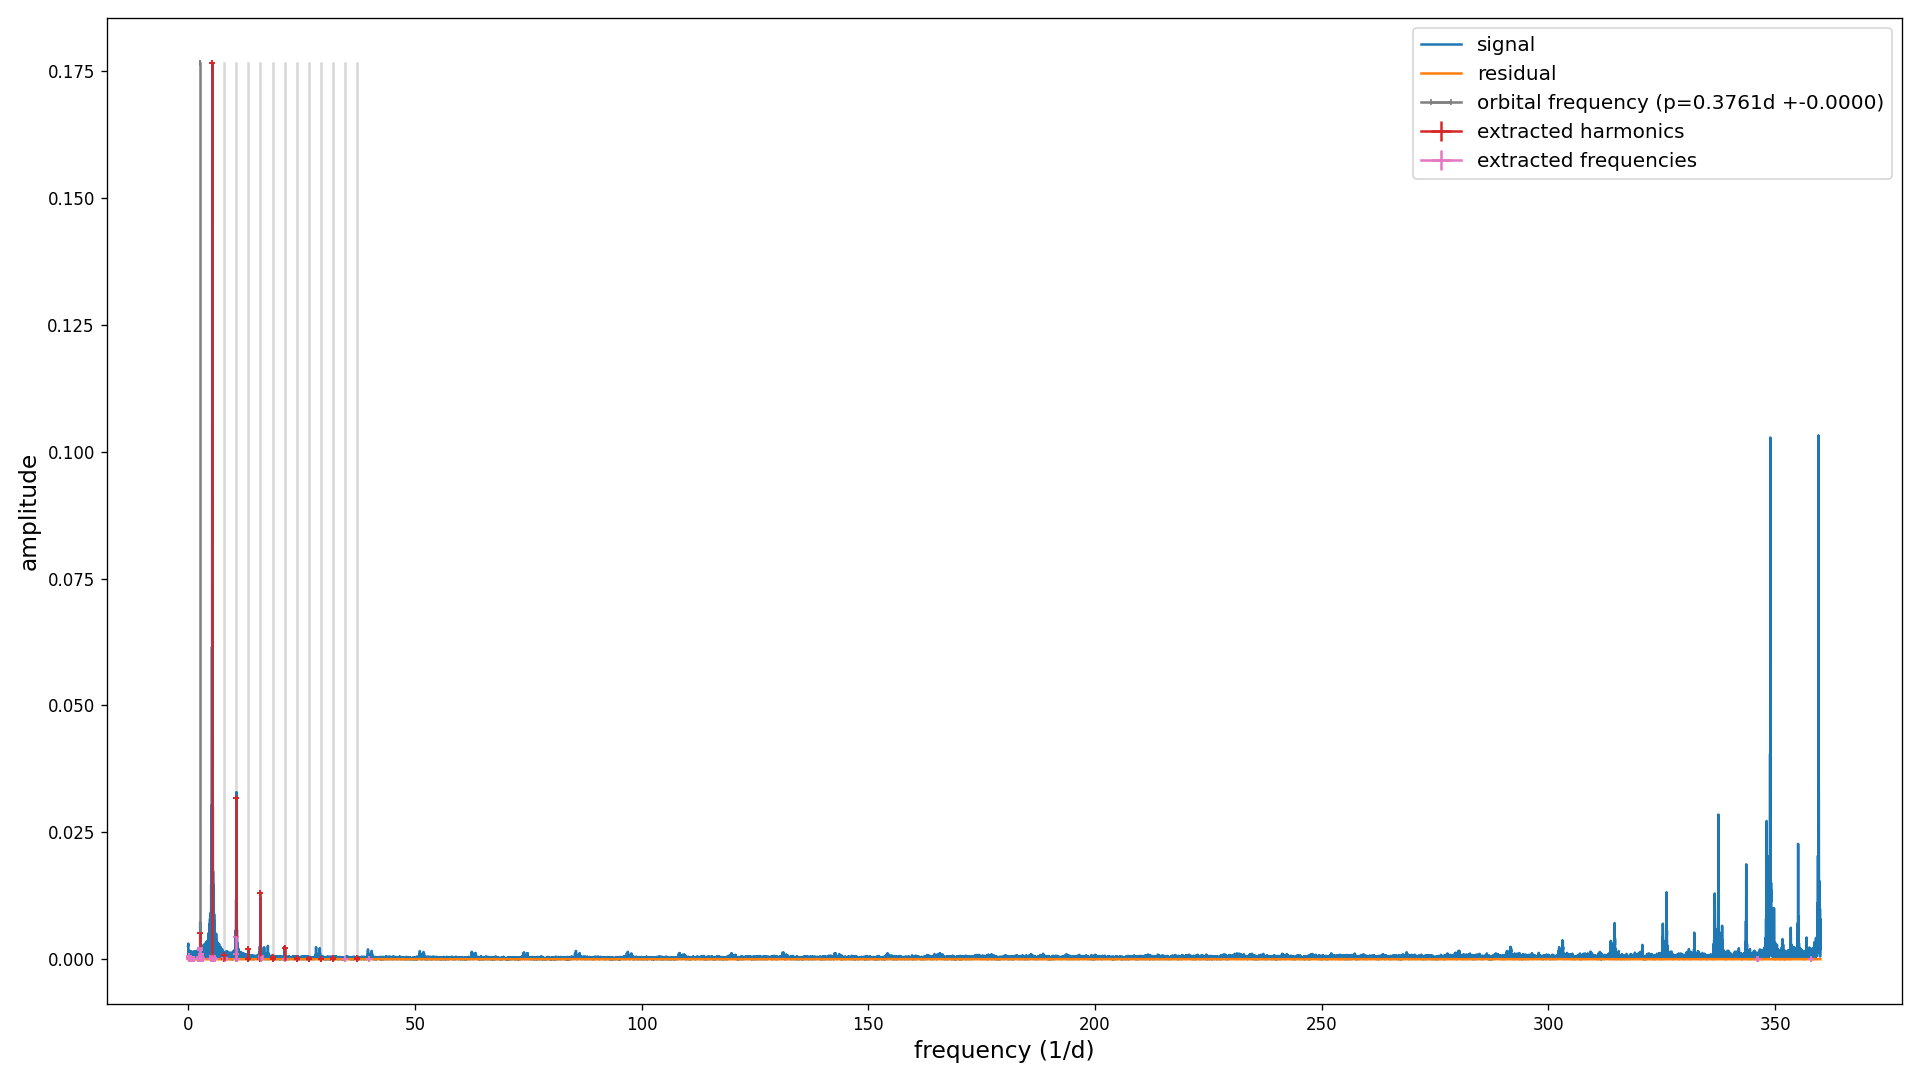 signal
residual
orbital frequency (p=0.3761d +-0.0000)
extracted harmonics
extracted frequencies
0.175
0.150
0.125
0.100
0.075
0.050
0.025
0.000
amplitude
0 50 100 150 200 250 300 350
frequency (1/d)